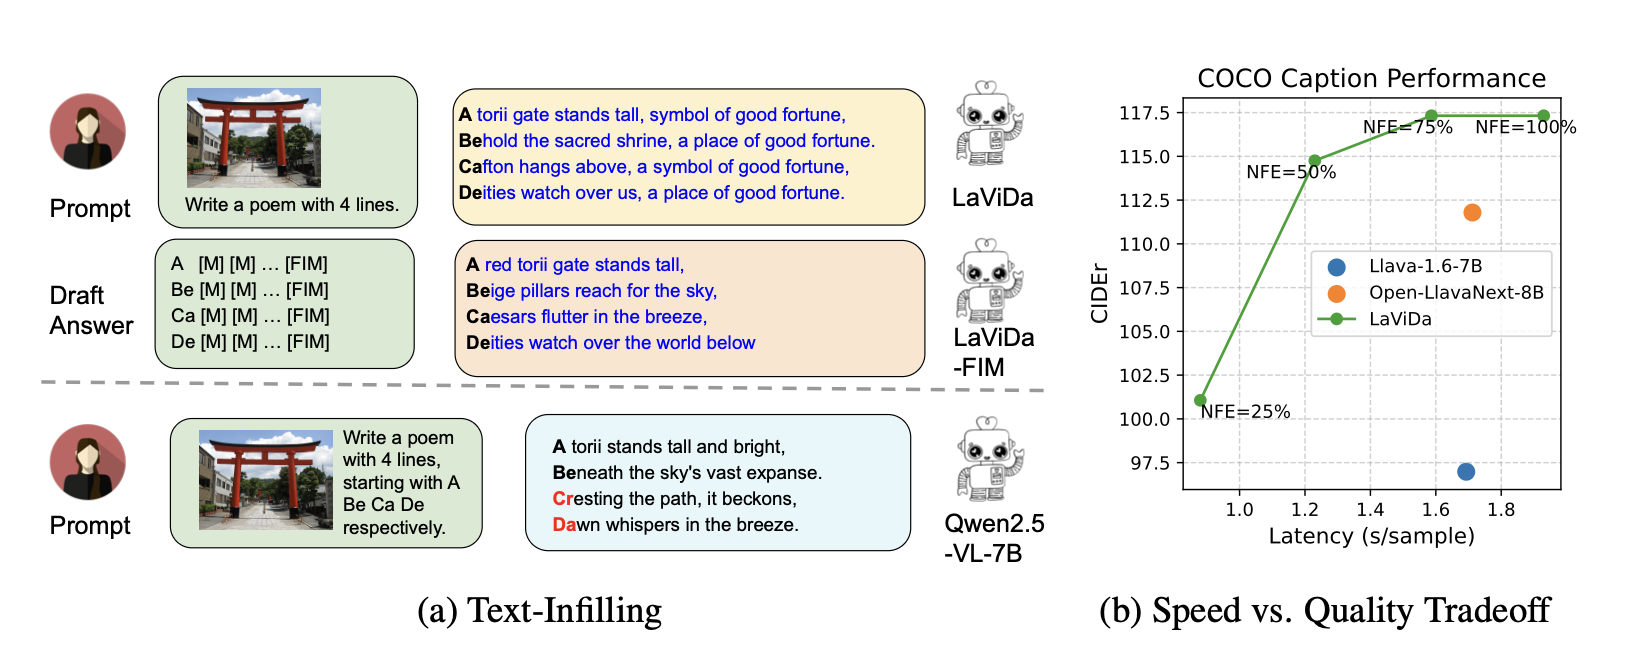 Prompt
Write a poem with 4 lines.
A torii gate stands tall, symbol of good fortune,
Behold the sacred shrine, a place of good fortune.
Cafton hangs above, a symbol of good fortune,
Deities watch over us, a place of good fortune.
LaViDa
Draft
Answer
A [M] [M] ... [FIM]
Be [M] [M] ... [FIM]
Ca [M] [M] ... [FIM]
De [M] [M] ... [FIM]
A red torii gate stands tall,
Beige pillars reach for the sky,
Caesars flutter in the breeze,
Deities watch over the world below
LaViDa
-FIM
Prompt
Write a poem
with 4 lines,
starting with A
Be Ca De
respectively.
A torii stands tall and bright,
Beneath the sky's vast expanse.
Cresting the path, it beckons,
Dawn whispers in the breeze.
Qwen2.5
-VL-7B
(a) Text-Infilling
COCO Caption Performance
CIDEr
117.5
115.0
112.5
110.0
107.5
105.0
102.5
100.0
97.5
NFE=75%
NFE=100%
NFE=50%
NFE=25%
Llava-1.6-7B
Open-LlavaNext-8B
LaViDa
1.0 1.2 1.4 1.6 1.8
Latency (s/sample)
(b) Speed vs. Quality Tradeoff